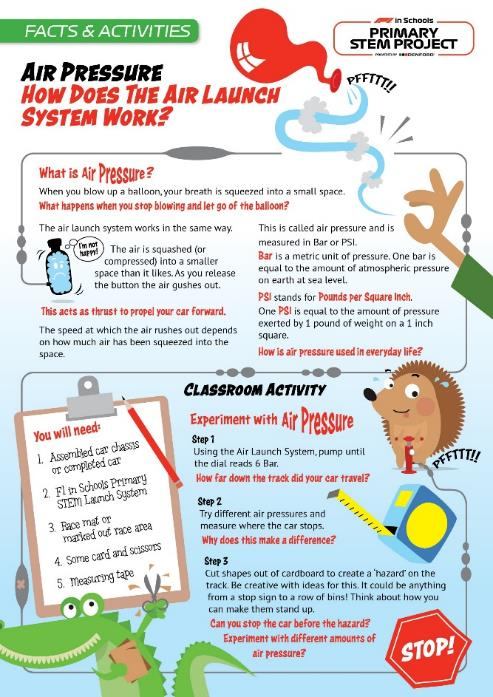 FACTS & ACTIVITIES
F1 in Schools
PRIMARY
STEM PROJECT
AIR PRESSURE
HOW DOES THE AIR LAUNCH
SYSTEM WORK?
PFFTTT!!
What is Air Pressure?
When you blow up a balloon, your breath is squeezed into a small space.
What happens when you stop blowing and let go of the balloon?
The air launch system works in the same way.
I'm not
happy!
The air is squashed (or
compressed) into a smaller
space than it likes. As you release
the button the air gushes out.
This acts as thrust to propel your car forward.
The speed at which the air rushes out depends
on how much air has been squeezed into the
space.
This is called air pressure and is
measured in Bar or PSI.
Bar is a metric unit of pressure. One bar is
equal to the amount of atmospheric pressure
on earth at sea level.
PSI stands for Pounds per Square Inch.
One PSI is equal to the amount of pressure
exerted by 1 pound of weight on a 1 inch
square.
How is air pressure used in everyday life?
CLASSROOM ACTIVITY
You will need:
1. Assembled car chassis
or completed car
2. F1 in Schools Primary
STEM Launch System
3. Race mat or
marked out race area
4. Some card and scissors
5. Measuring tape
Experiment with Air Pressure
Step 1
Using the Air Launch System, pump until
the dial reads 6 Bar.
How far down the track did your car travel?
PFFTTT!!
Step 2
Try different air pressures and
measure where the car stops.
Why does this make a difference?
Step 3
Cut shapes out of cardboard to create a 'hazard' on the
track. Be creative with ideas for this. It could be anything
from a stop sign to a row of bins! Think about how you
can make them stand up.
Can you stop the car before the hazard?
Experiment with different amounts of
air pressure?
STOP!